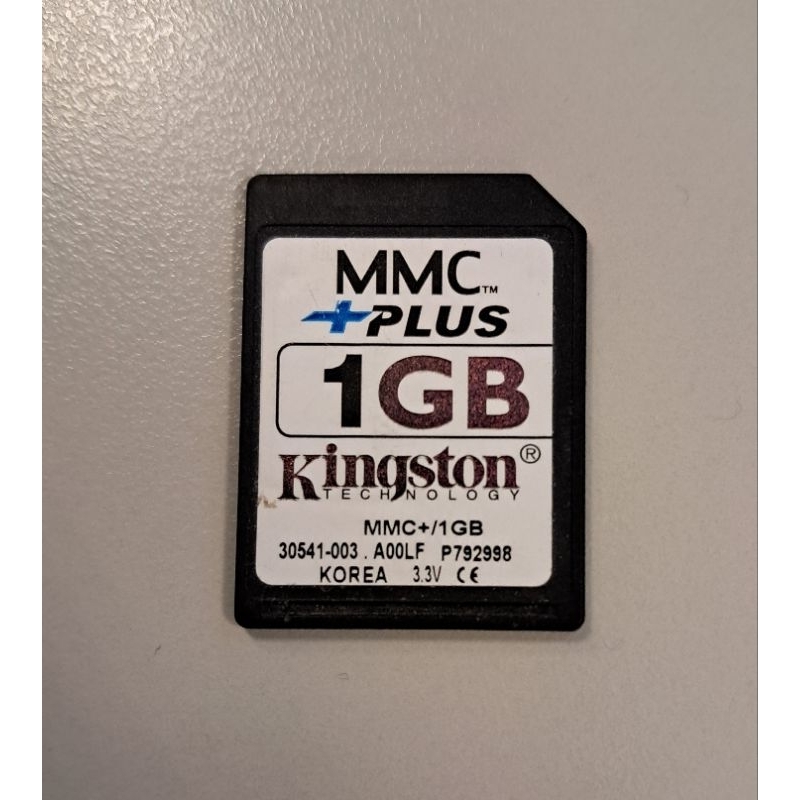 MMC™
+PLUS
1GB
Kingston®
TECHNOLOGY
MMC+/1GB
30541-003 . A00LF P792998
KOREA 3.3V CE